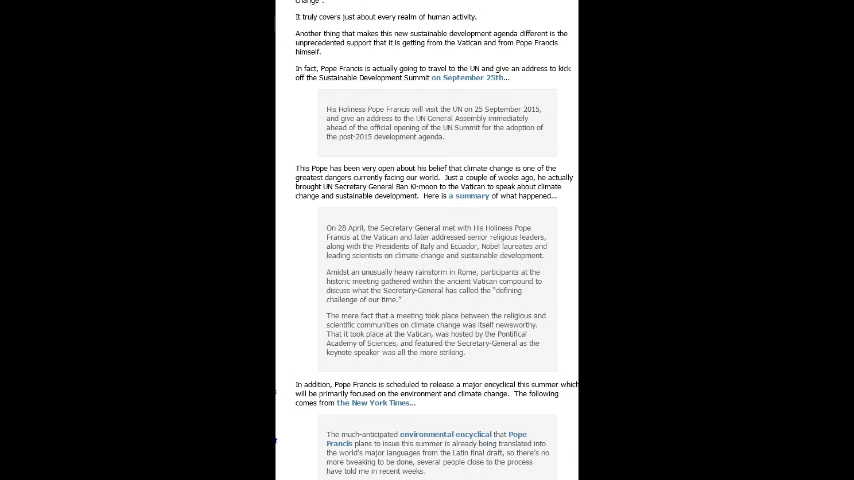 change".
It truly covers just about every realm of human activity.
Another thing that makes this new sustainable development agenda different is the
unprecedented support that it is getting from the Vatican and from Pope Francis
himself.
In fact, Pope Francis is actually going to travel to the UN and give an address to kick
off the Sustainable Development Summit on September 25th...
His Holiness Pope Francis will visit the UN on 25 September 2015,
and give an address to the UN General Assembly immediately
ahead of the official opening of the UN Summit for the adoption of
the post-2015 development agenda.
This Pope has been very open about his belief that climate change is one of the
greatest dangers currently facing our world. Just a couple of weeks ago, he actually
brought UN Secretary General Ban Ki-moon to the Vatican to speak about climate
change and sustainable development. Here is a summary of what happened...
On 28 April, the Secretary General met with His Holiness Pope
Francis at the Vatican and later addressed senior religious leaders,
along with the Presidents of Italy and Ecuador, Nobel laureates and
leading scientists on climate change and sustainable development.
Amidst an unusually heavy rainstorm in Rome, participants at the
historic meeting gathered within the ancient Vatican compound to
discuss what the Secretary-General has called the "defining
challenge of our time."
The mere fact that a meeting took place between the religious and
scientific communities on climate change was itself newsworthy.
That it took place at the Vatican, was hosted by the Pontifical
Academy of Sciences, and featured the Secretary-General as the
keynote speaker was all the more striking.
In addition, Pope Francis is scheduled to release a major encyclical this summer which
will be primarily focused on the environment and climate change. The following
comes from the New York Times...
The much-anticipated environmental encyclical that Pope
Francis plans to issue this summer is already being translated into
the world's major languages from the Latin final draft, so there's no
more tweaking to be done, several people close to the process
have told me in recent weeks.